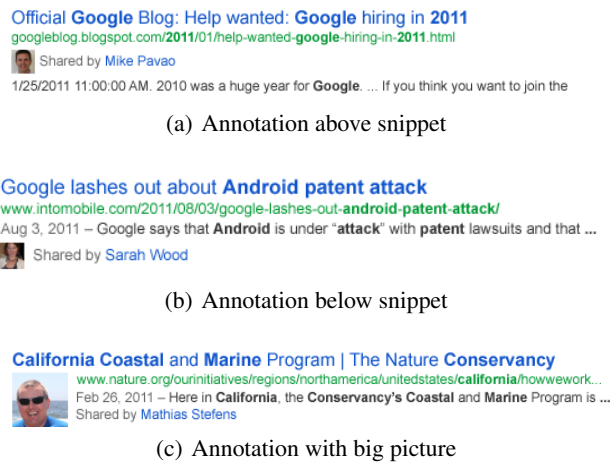 Official Google Blog: Help wanted: Google hiring in 2011
googleblog.blogspot.com/2011/01/help-wanted-google-hiring-in-2011.html
Shared by Mike Pavao
1/25/2011 11:00:00 AM. 2010 was a huge year for Google. ... If you think you want to join the
(a) Annotation above snippet
Google lashes out about Android patent attack
www.intomobile.com/2011/08/03/google-lashes-out-android-patent-attack/
Aug 3, 2011 – Google says that Android is under “attack” with patent lawsuits and that ...
Shared by Sarah Wood
(b) Annotation below snippet
California Coastal and Marine Program | The Nature Conservancy
www.nature.org/ourinitiatives/regions/northamerica/unitedstates/california/howwework...
Feb 26, 2011 – Here in California, the Conservancy's Coastal and Marine Program is ...
Shared by Mathias Stefens
(c) Annotation with big picture